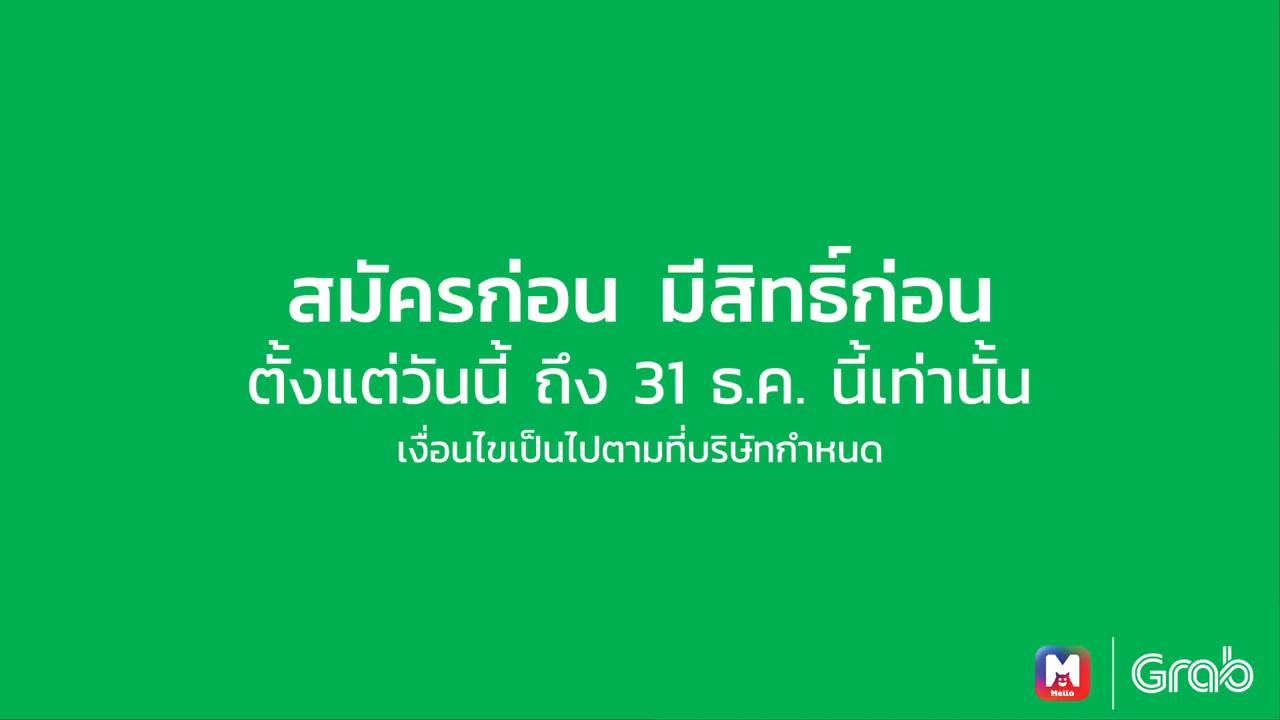 สมัครก่อน มีสิทธิ์ก่อน
ตั้งแต่วันนี้ ถึง 31 ธ.ค. นี้เท่านั้น
เงื่อนไขเป็นไปตามที่บริษัทกำหนด
M
Mello
Grab